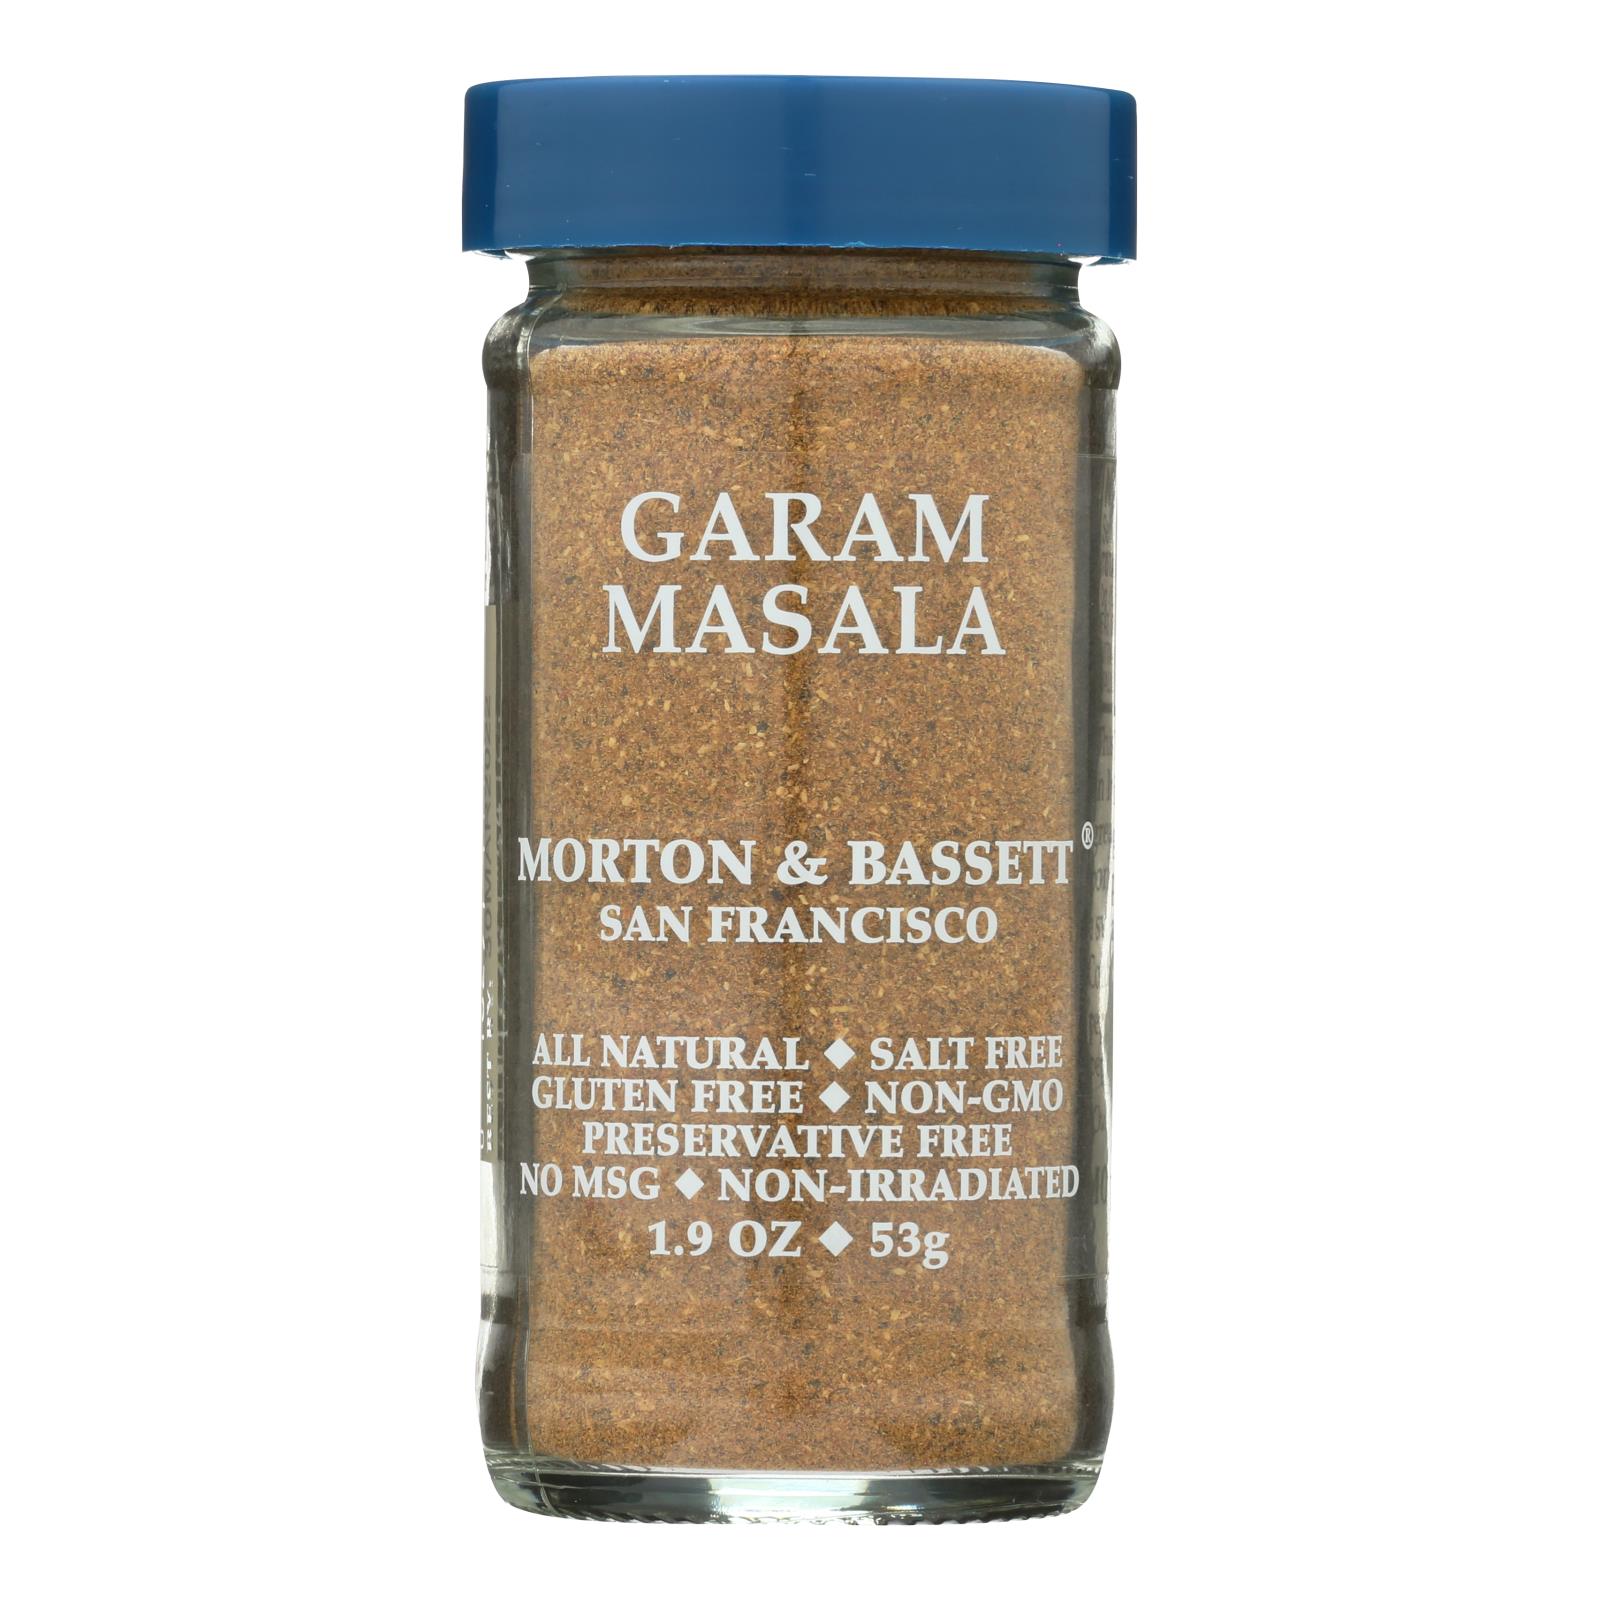 GARAM
MASALA
MORTON & BASSETT®
SAN FRANCISCO
ALL NATURAL ◆ SALT FREE
GLUTEN FREE ◆ NON-GMO
PRESERVATIVE FREE
NO MSG ◆ NON-IRRADIATED
1.9 OZ ◆ 53g